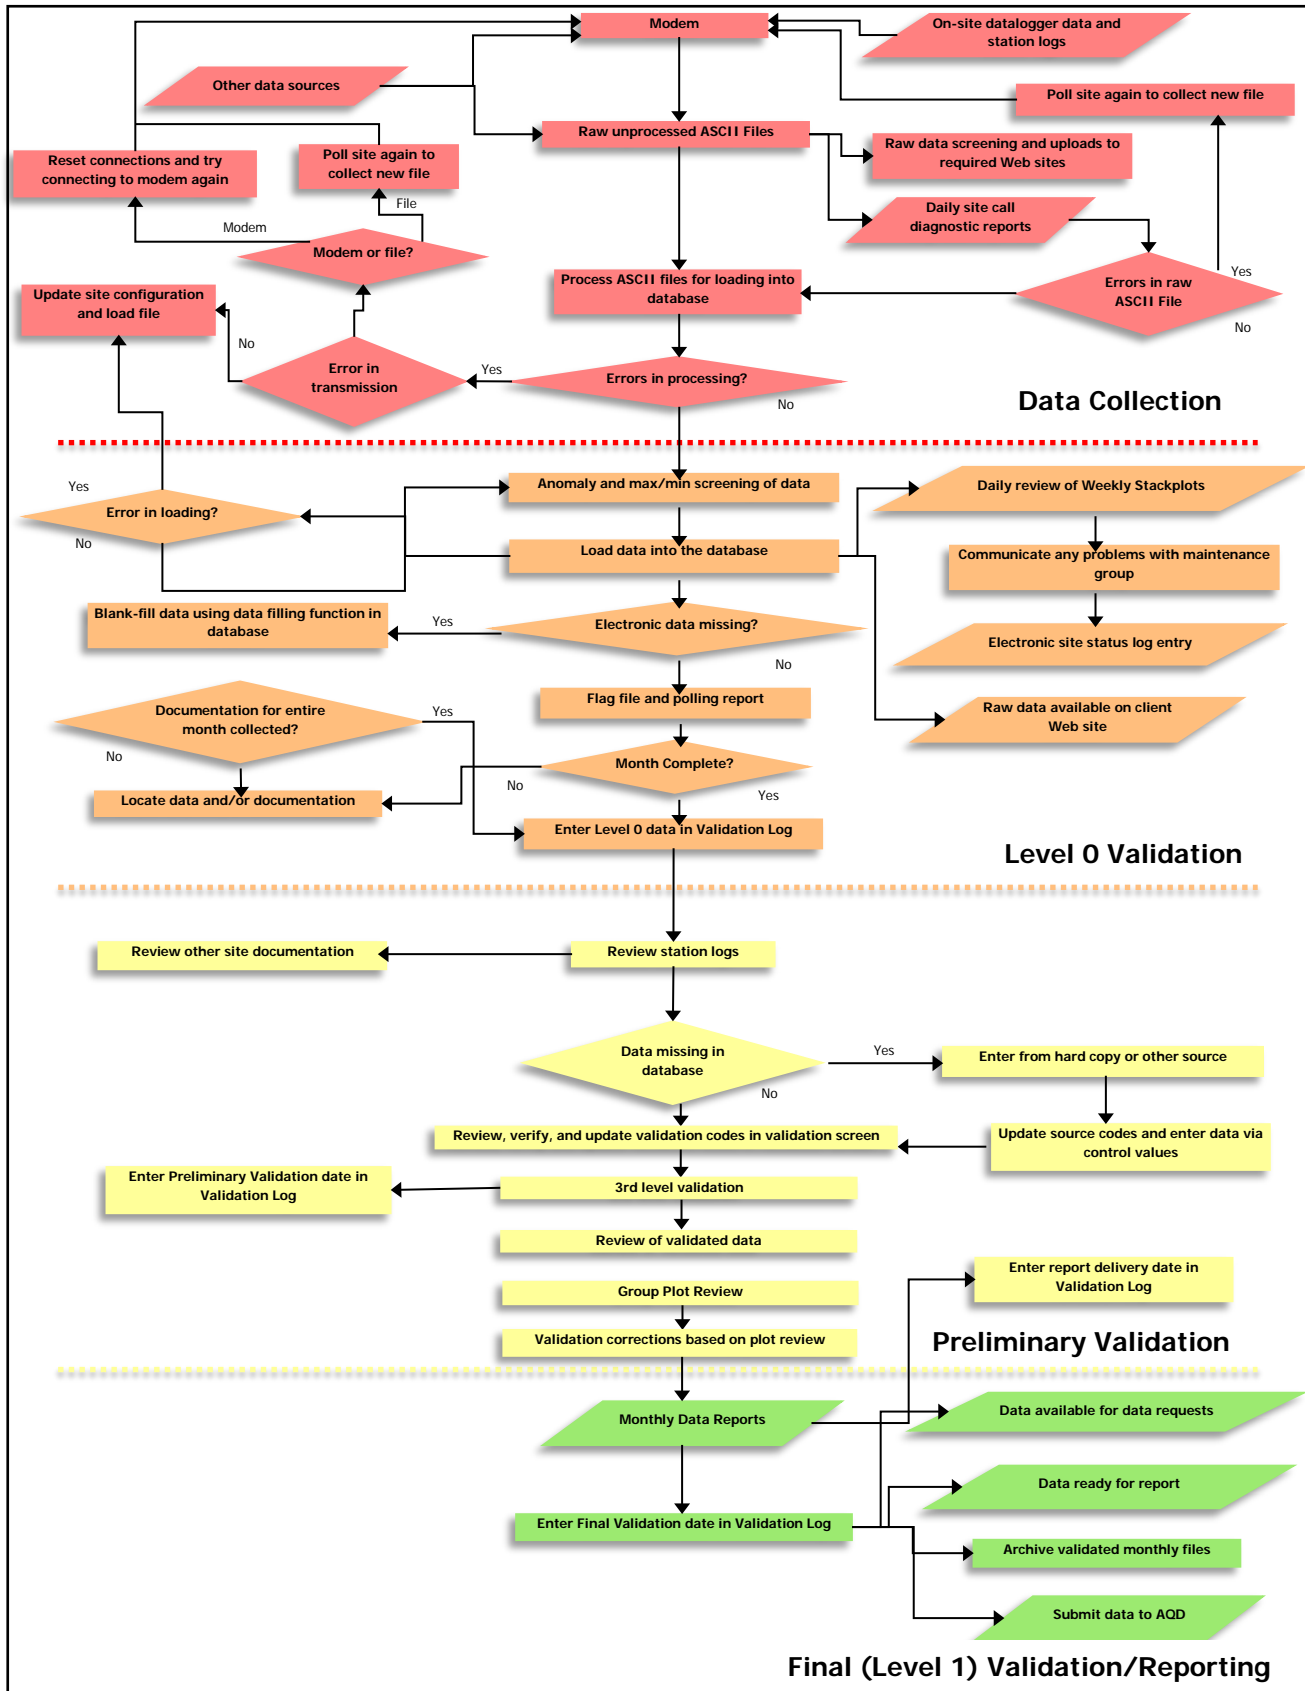 Modem
On-site datalogger data and
station logs
Other data sources
Poll site again to collect new file
Raw unprocessed ASCII Files
Raw data screening and uploads to
required Web sites
Reset connections and try
connecting to modem again
Poll site again to
collect new file
File
Modem
Daily site call
diagnostic reports
Modem or file?
Process ASCII files for loading into
database
Errors in raw
ASCII File
Yes
No
Update site configuration
and load file
No
Error in
transmission
Yes
Errors in processing?
No
Data Collection
Anomaly and max/min screening of data
Daily review of Weekly Stackplots
Yes
Error in loading?
No
Load data into the database
Communicate any problems with maintenance
group
Blank-fill data using data filling function in
database
Yes
Electronic data missing?
No
Electronic site status log entry
Flag file and polling report
Documentation for entire
month collected?
Yes
No
Raw data available on client
Web site
Month Complete?
No
Yes
Locate data and/or documentation
Enter Level 0 data in Validation Log
Level 0 Validation
Review other site documentation
Review station logs
Data missing in
database
Yes
No
Enter from hard copy or other source
Review, verify, and update validation codes in validation screen
Update source codes and enter data via
control values
Enter Preliminary Validation date in
Validation Log
3rd level validation
Review of validated data
Enter report delivery date in
Validation Log
Group Plot Review
Validation corrections based on plot review
Preliminary Validation
Monthly Data Reports
Data available for data requests
Data ready for report
Enter Final Validation date in Validation Log
Archive validated monthly files
Submit data to AQD
Final (Level 1) Validation/Reporting